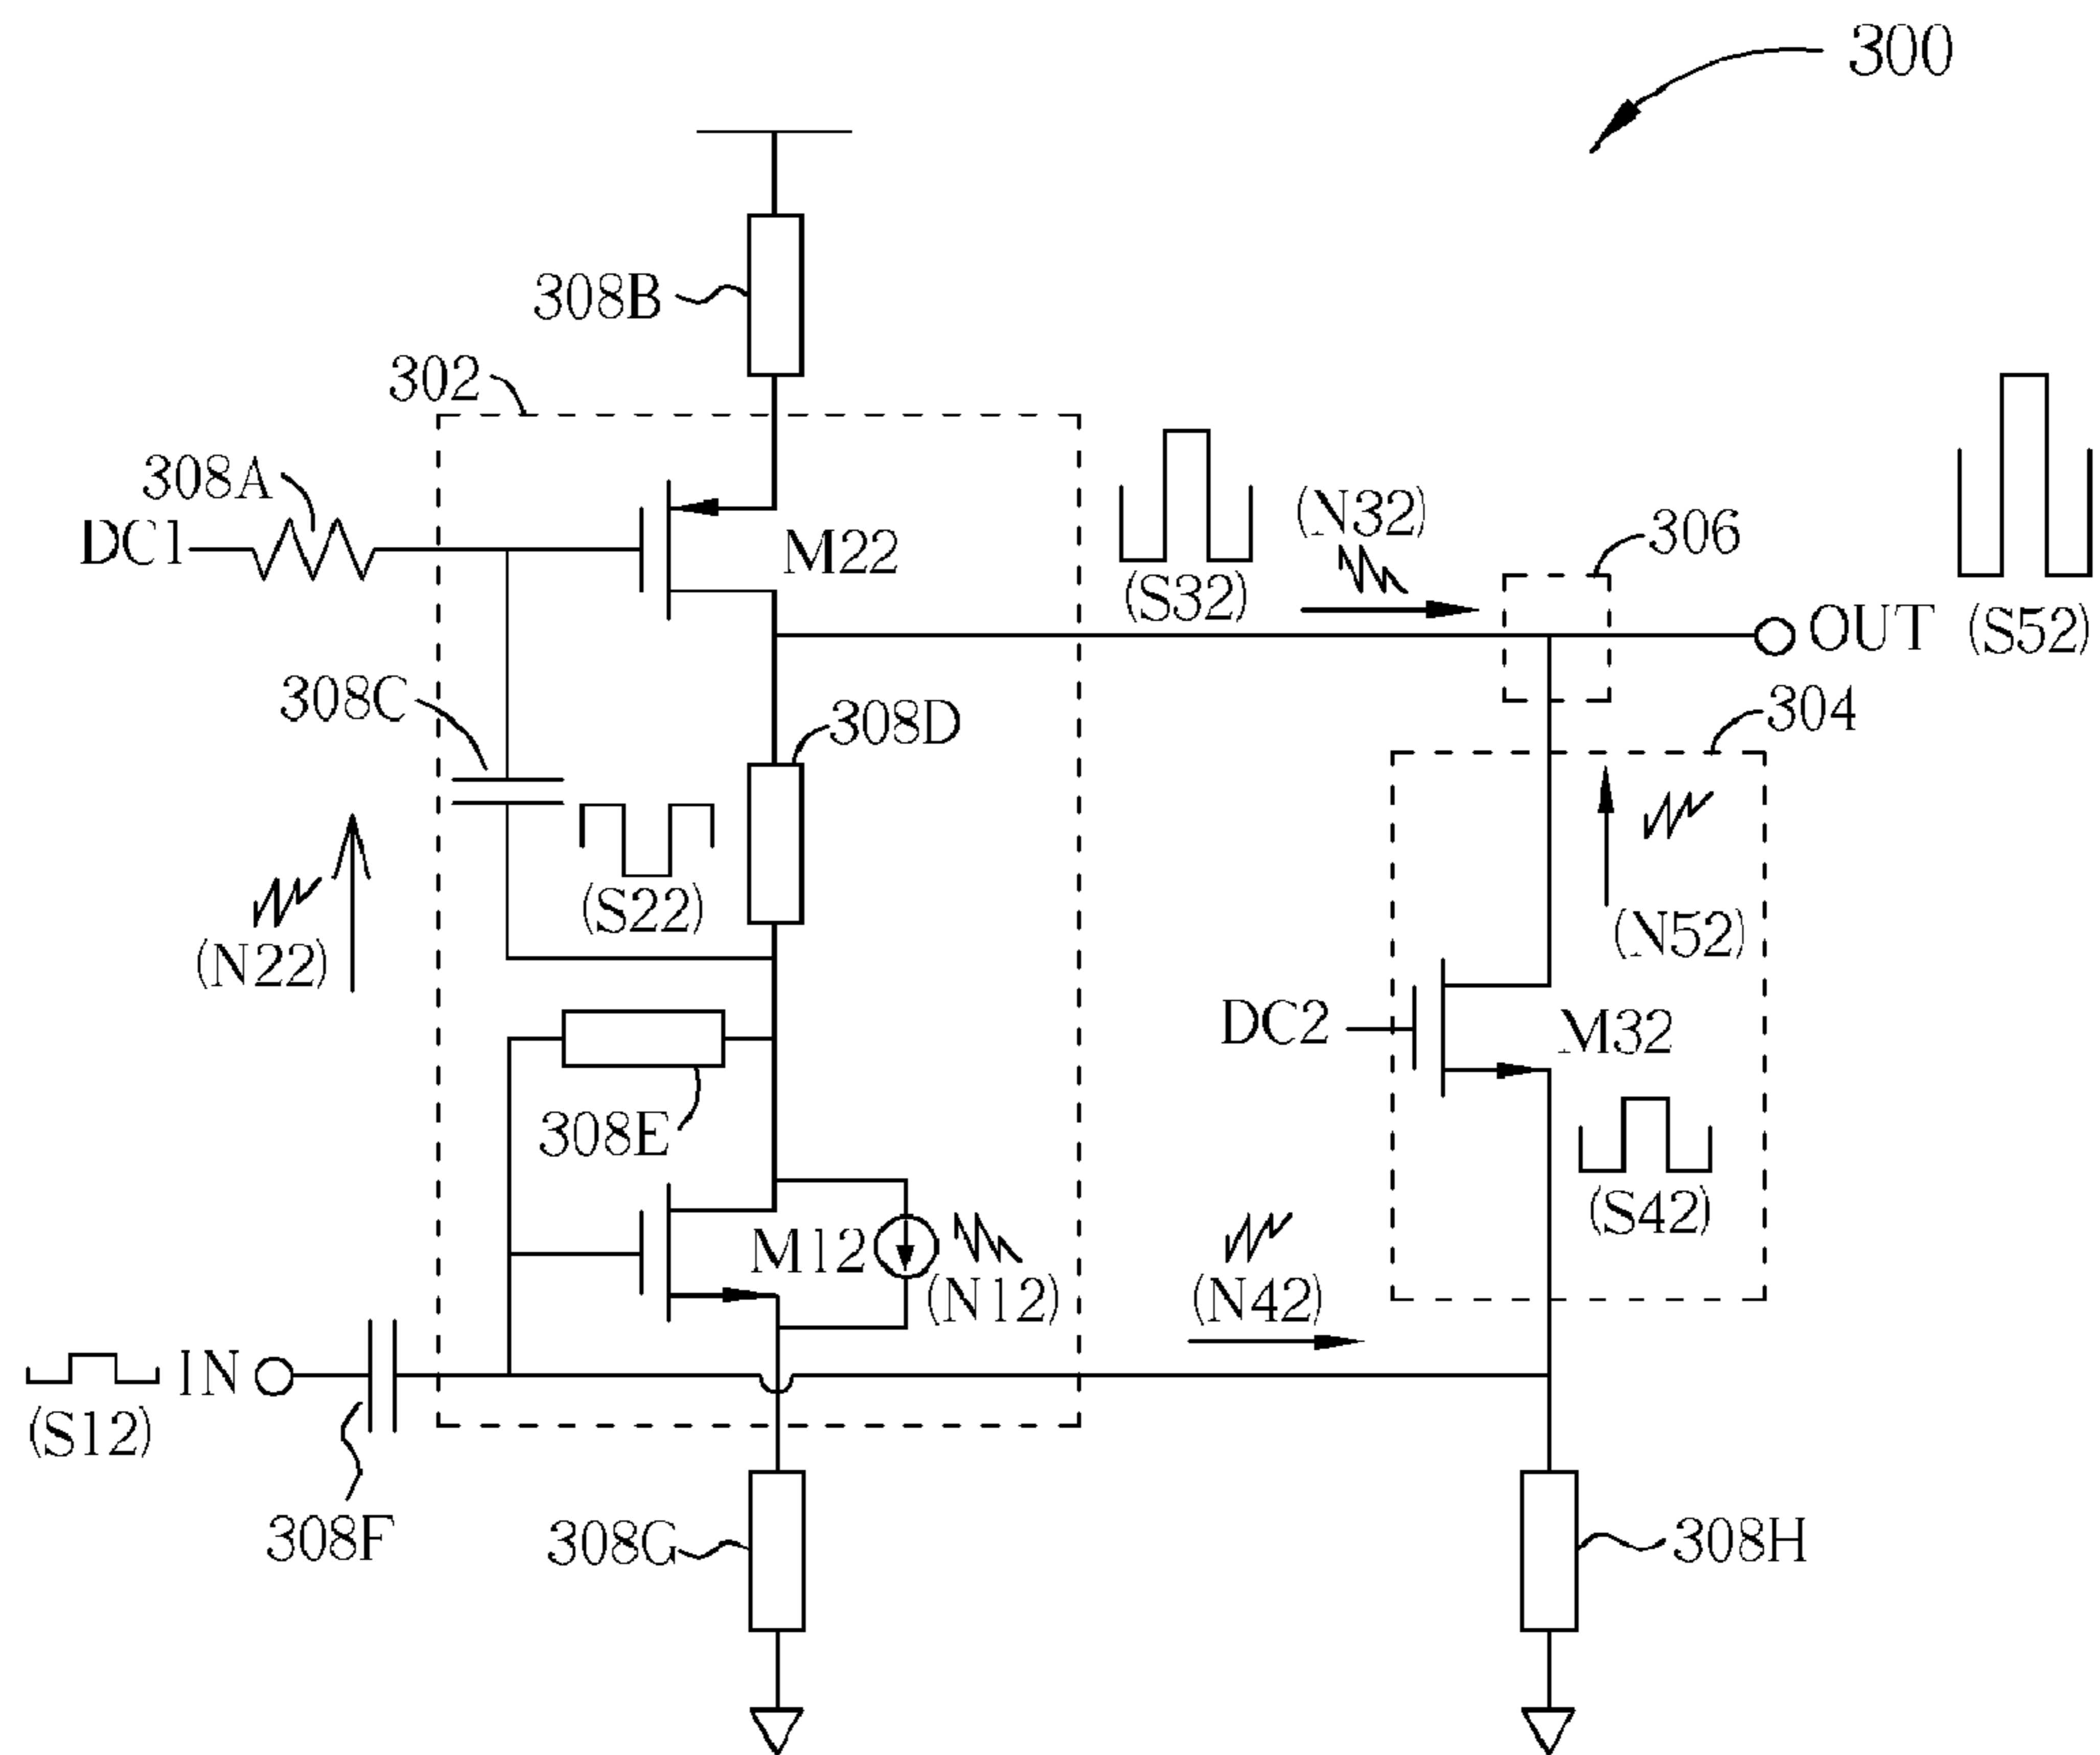 300
308B
302
308A
DC1
M22
(S32)
(N32)
306
OUT
(S52)
308C
308D
304
(S22)
(N22)
(N52)
DC2
M32
308E
(S42)
M12
(N12)
(N42)
IN
(S12)
308F
308G
308H